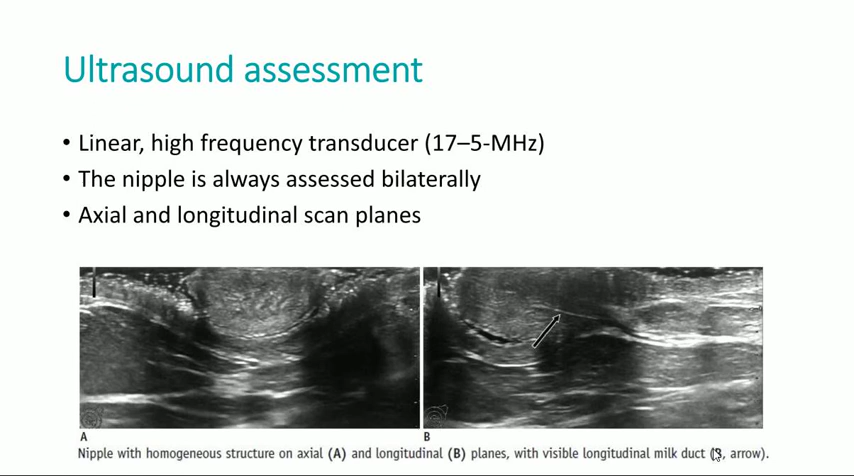 Ultrasound assessment
• Linear, high frequency transducer (17–5-MHz)
• The nipple is always assessed bilaterally
• Axial and longitudinal scan planes
A
B
Nipple with homogeneous structure on axial (A) and longitudinal (B) planes, with visible longitudinal milk duct (B, arrow).